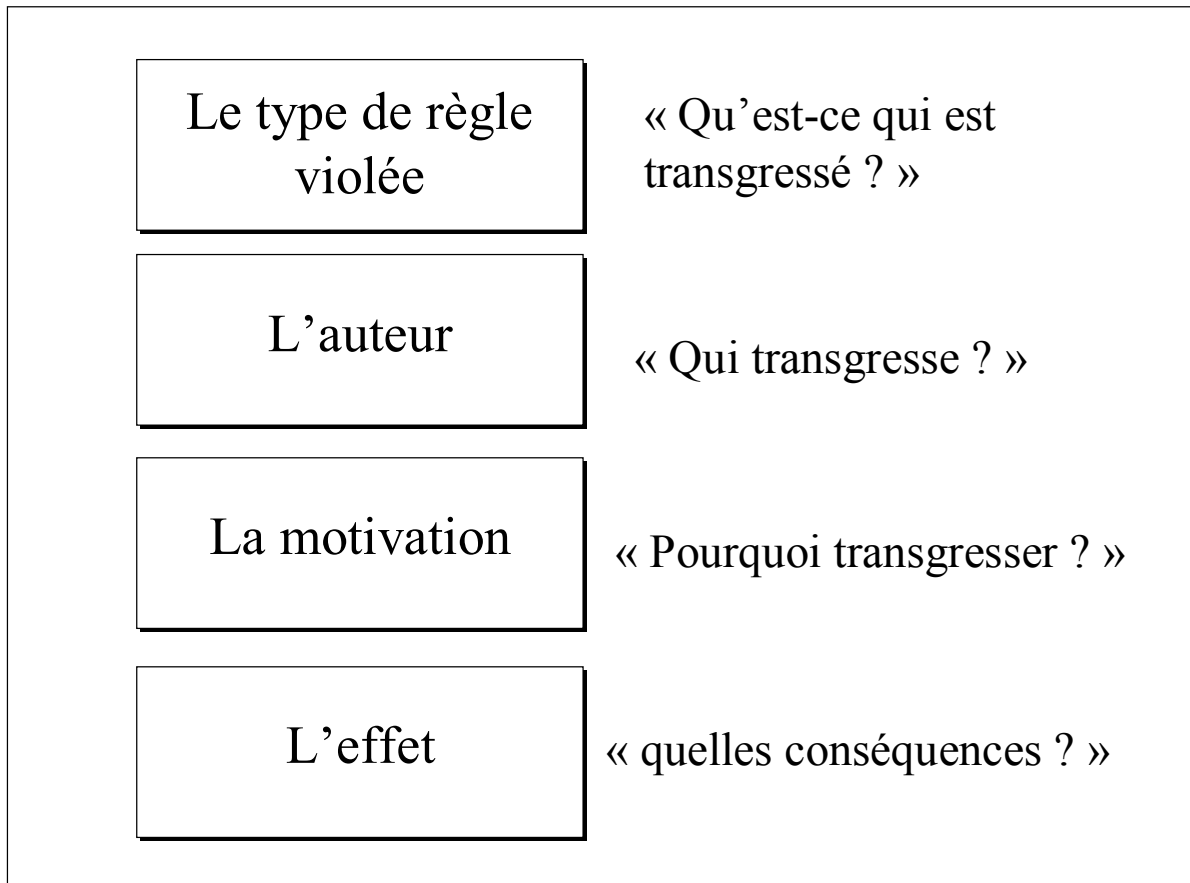 Le type de règle
violée
« Qu’est-ce qui est
transgressé ? »
L’auteur
« Qui transgresse ? »
La motivation
« Pourquoi transgresser ? »
L’effet
« quelles conséquences ? »